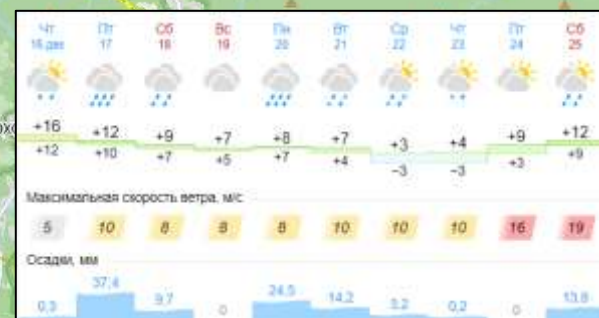 Чт Пт Сб Вс Пн Вт Ср Чт Пт Сб
16 дек 17 18 19 20 21 22 23 24 25
+16 +12 +9 +7 +8 +7 +3 +4 +9 +12
+12 +10 +7 +5 +7 +4 −3 −3 +3 +9
Максимальная скорость ветра, м/с
5 10 8 8 8 10 10 10 16 19
Осадки, мм
0,3 37,4 9,7 0 24,5 14,2 3,2 0,2 0 13,8